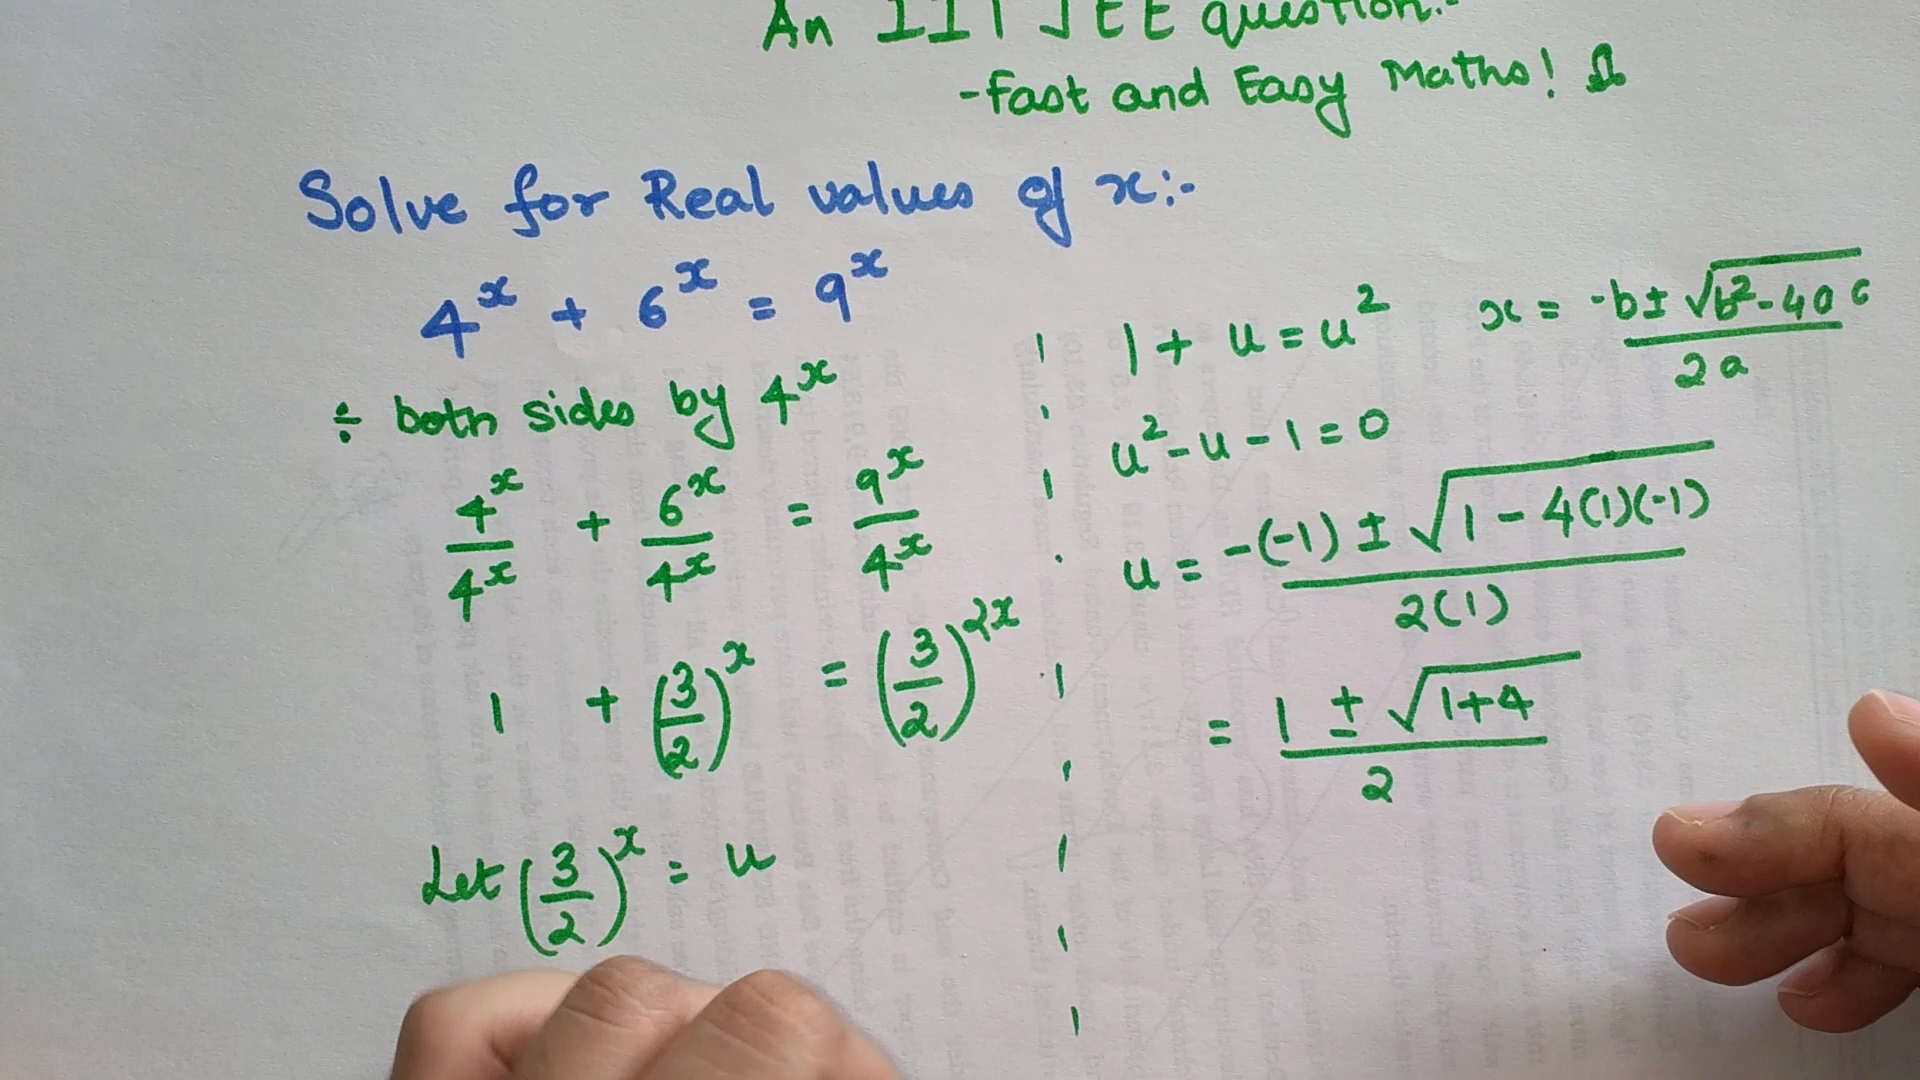 An IIT JEE question:-
-fast and Easy Maths!
Solve for Real values of x:-
4^x + 6^x = 9^x
÷ both sides by 4^x
4^x/4^x + 6^x/4^x = 9^x/4^x
1 + (3/2)^x = (3/2)^2x
Let (3/2)^x = u
1 + u = u^2
x = -b ± √(b^2-4ac)/2a
u^2 - u - 1 = 0
u = -(-1) ± √(1 - 4(1)(-1))/2(1)
= 1 ± √(1+4)/2